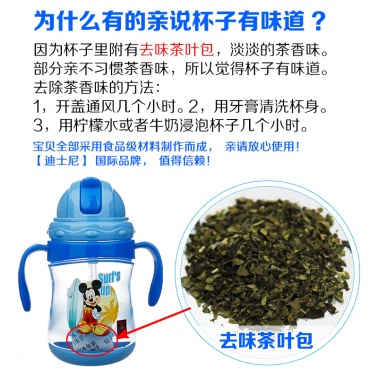 为什么有的亲说杯子有味道？
因为杯子里附有去味茶叶包，淡淡的茶香味。
部分亲不习惯茶香味，所以觉得杯子有味道。
去除茶香味的方法：
1，开盖通风几个小时。2，用牙膏清洗杯身。
3，用柠檬水或者牛奶浸泡杯子几个小时。
宝贝全部采用食品级材料制作而成，亲请放心使用！
【迪士尼】国际品牌，值得信赖！
Surf's
up
去味茶叶包